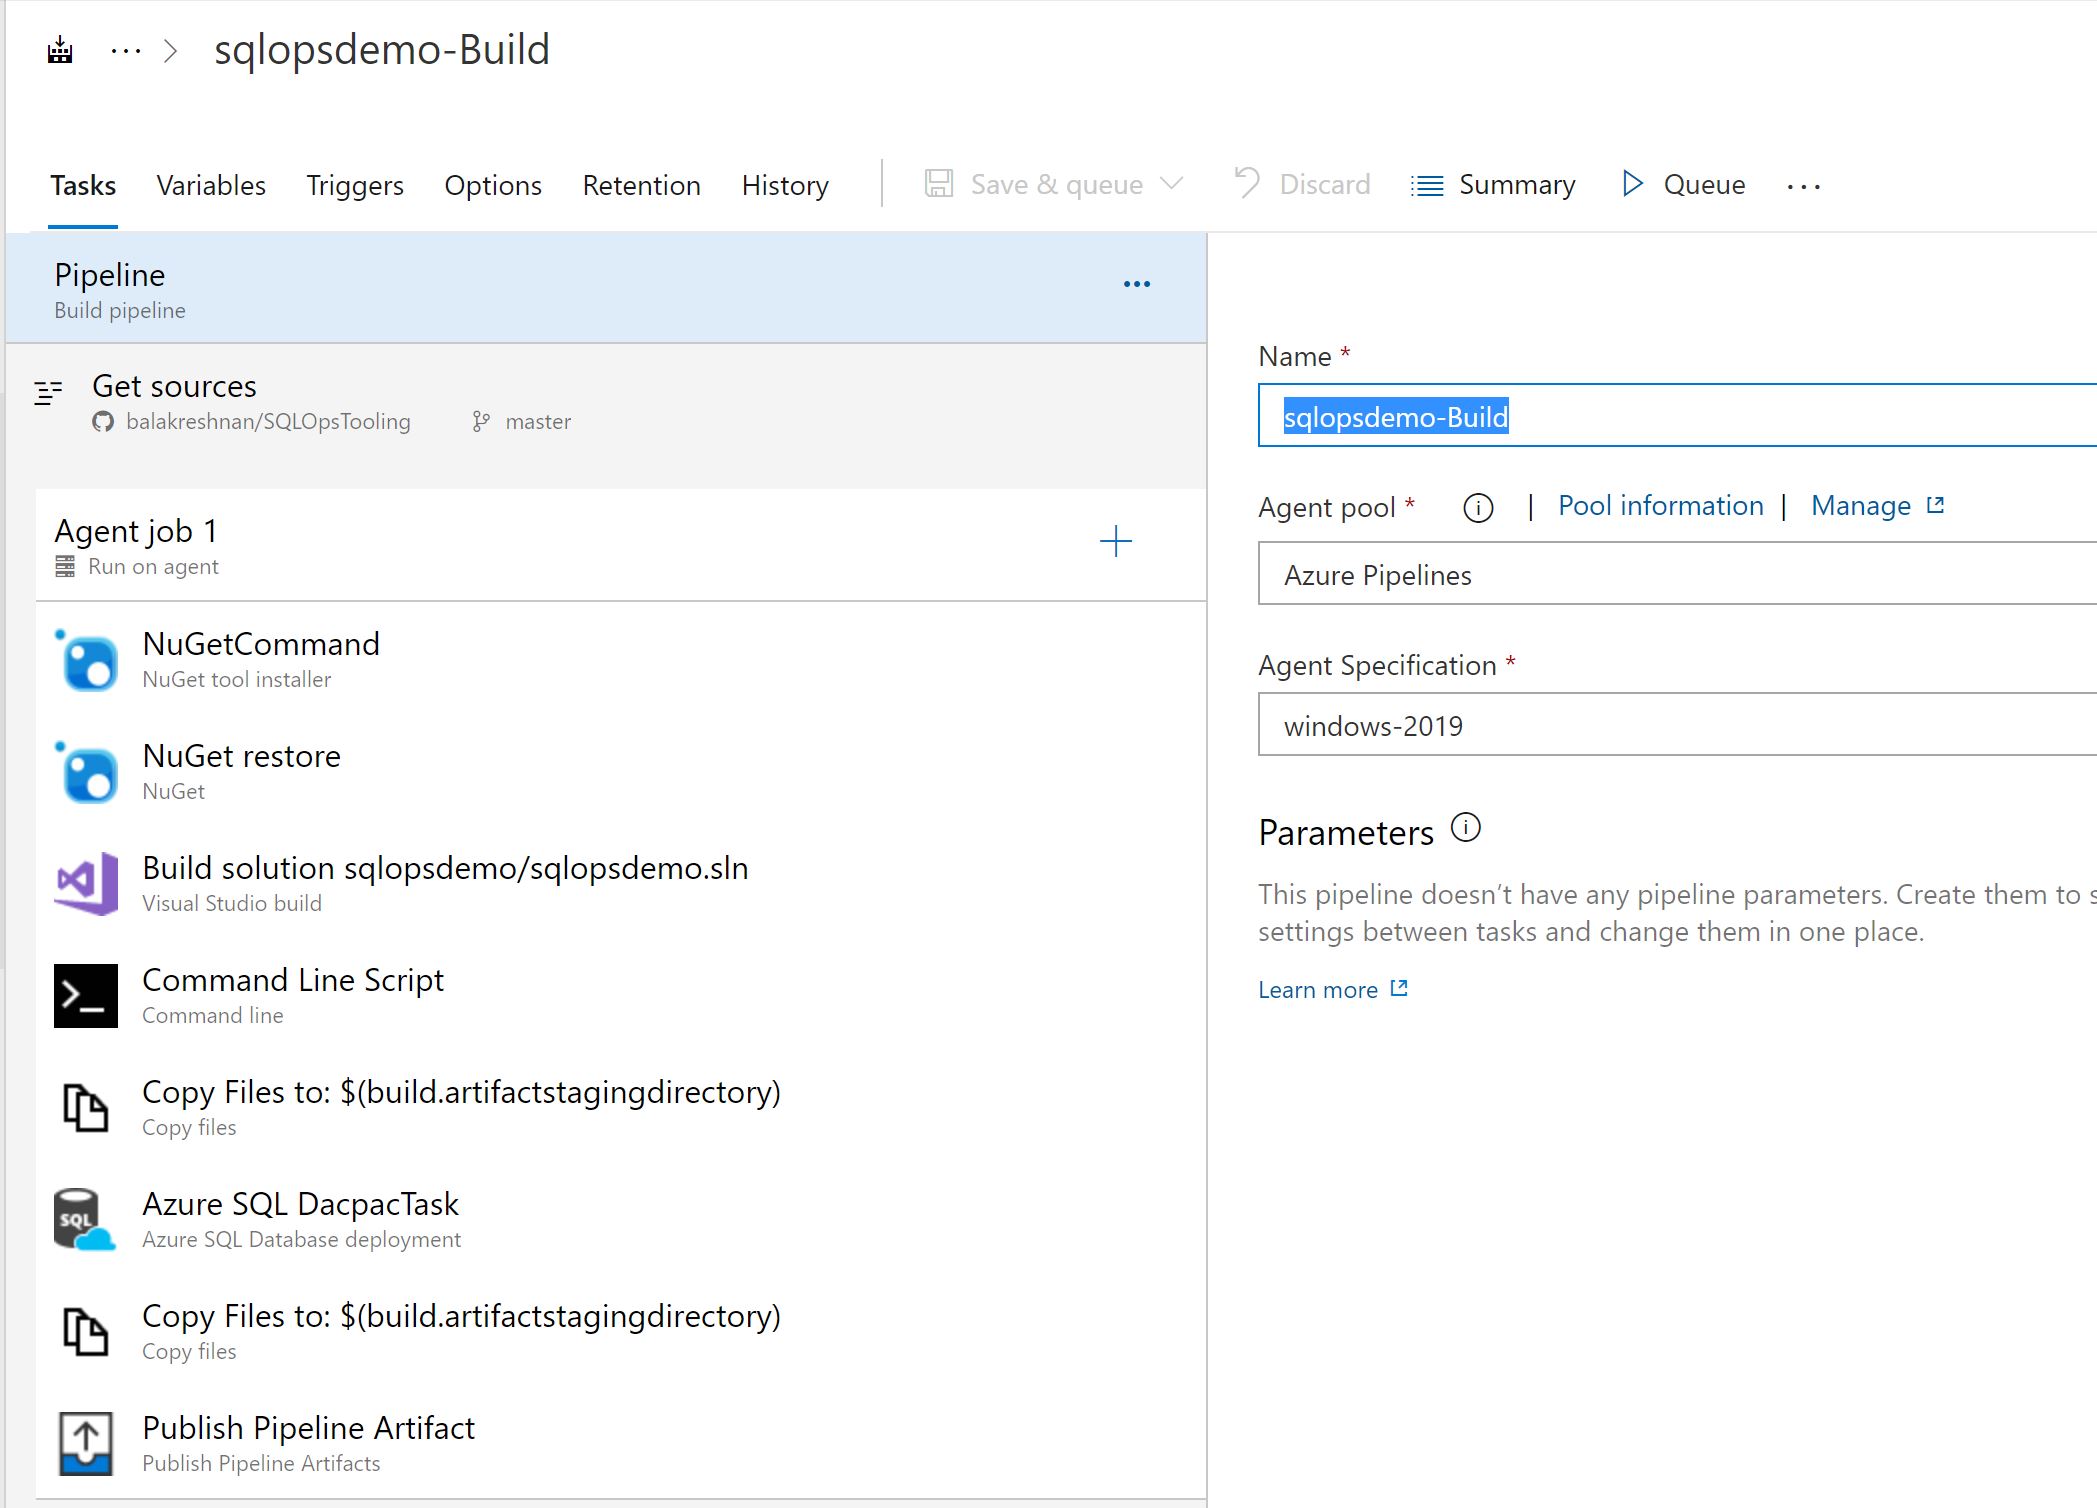 sqlopsdemo-Build
Tasks Variables Triggers Options Retention History Save & queue Discard Summary Queue
Pipeline
Build pipeline
Get sources
balakreshnan/SQLOpsTooling master
Agent job 1
Run on agent
NuGetCommand
NuGet tool installer
NuGet restore
NuGet
Build solution sqlopsdemo/sqlopsdemo.sln
Visual Studio build
Command Line Script
Command line
Copy Files to: $(build.artifactstagingdirectory)
Copy files
SQL
Azure SQL DacpacTask
Azure SQL Database deployment
Copy Files to: $(build.artifactstagingdirectory)
Copy files
Publish Pipeline Artifact
Publish Pipeline Artifacts
Name *
sqlopsdemo-Build
Agent pool * | Pool information | Manage
Azure Pipelines
Agent Specification *
windows-2019
Parameters
This pipeline doesn't have any pipeline parameters. Create them to
settings between tasks and change them in one place.
Learn more